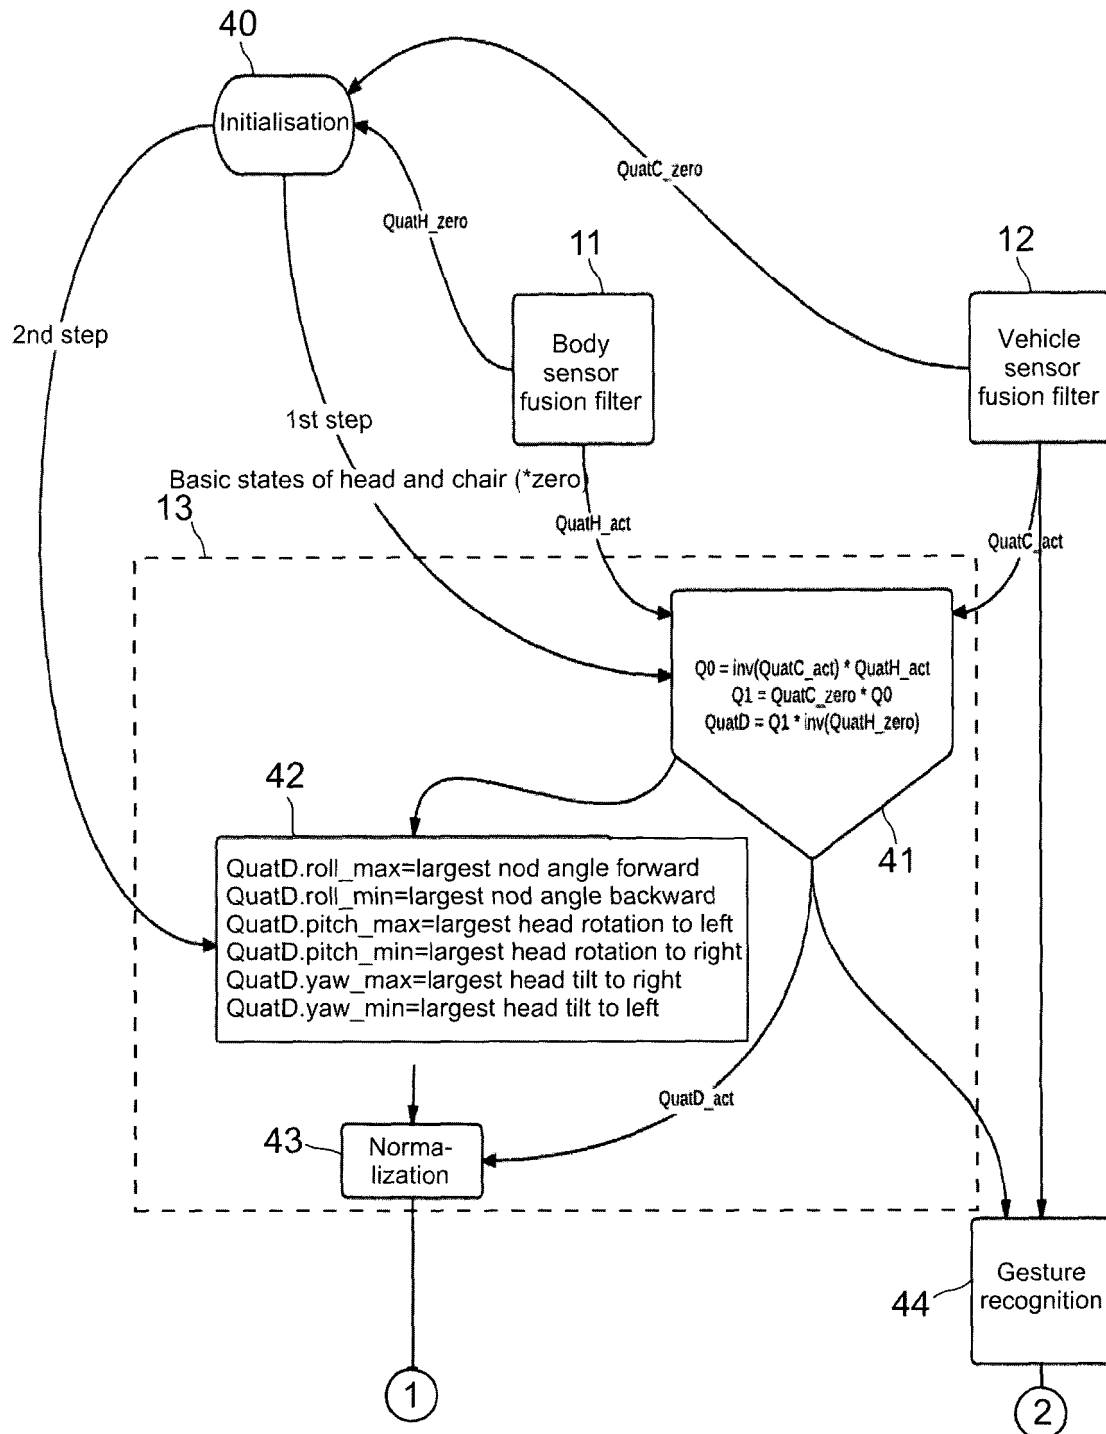 40
Initialisation
QuatC_zero
QuatH_zero
11
12
2nd step
Body
sensor
fusion filter
Vehicle
sensor
fusion filter
1st step
Basic states of head and chair (*zero)
13
QuatH_act
QuatC_act
Q0 = inv(QuatC_act) * QuatH_act
Q1 = QuatC_zero * Q0
QuatD = Q1 * inv(QuatH_zero)
42
41
QuatD.roll_max=largest nod angle forward
QuatD.roll_min=largest nod angle backward
QuatD.pitch_max=largest head rotation to left
QuatD.pitch_min=largest head rotation to right
QuatD.yaw_max=largest head tilt to right
QuatD.yaw_min=largest head tilt to left
QuatD_act
43
Norma-
lization
44
Gesture
recognition
1
2